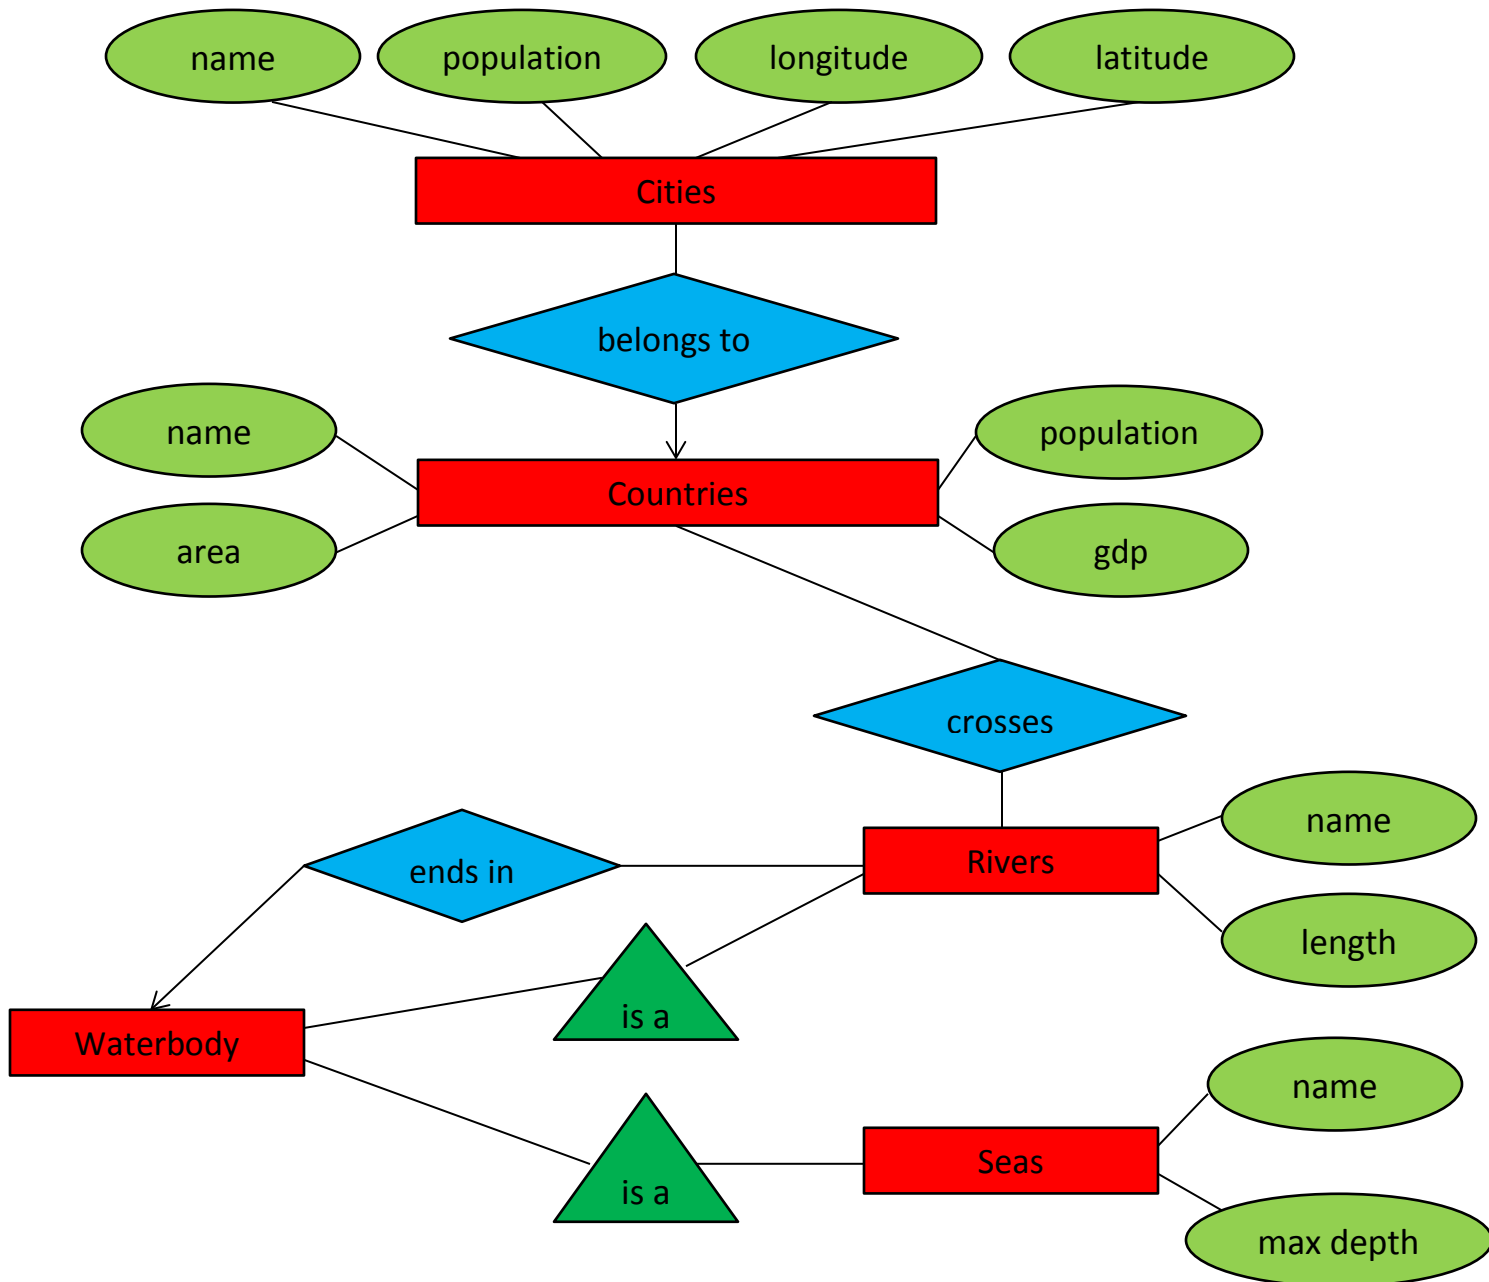 name
population
longitude
latitude
Cities
belongs to
name
population
Countries
area
gdp
crosses
name
Rivers
ends in
length
is a
Waterbody
name
Seas
is a
max depth